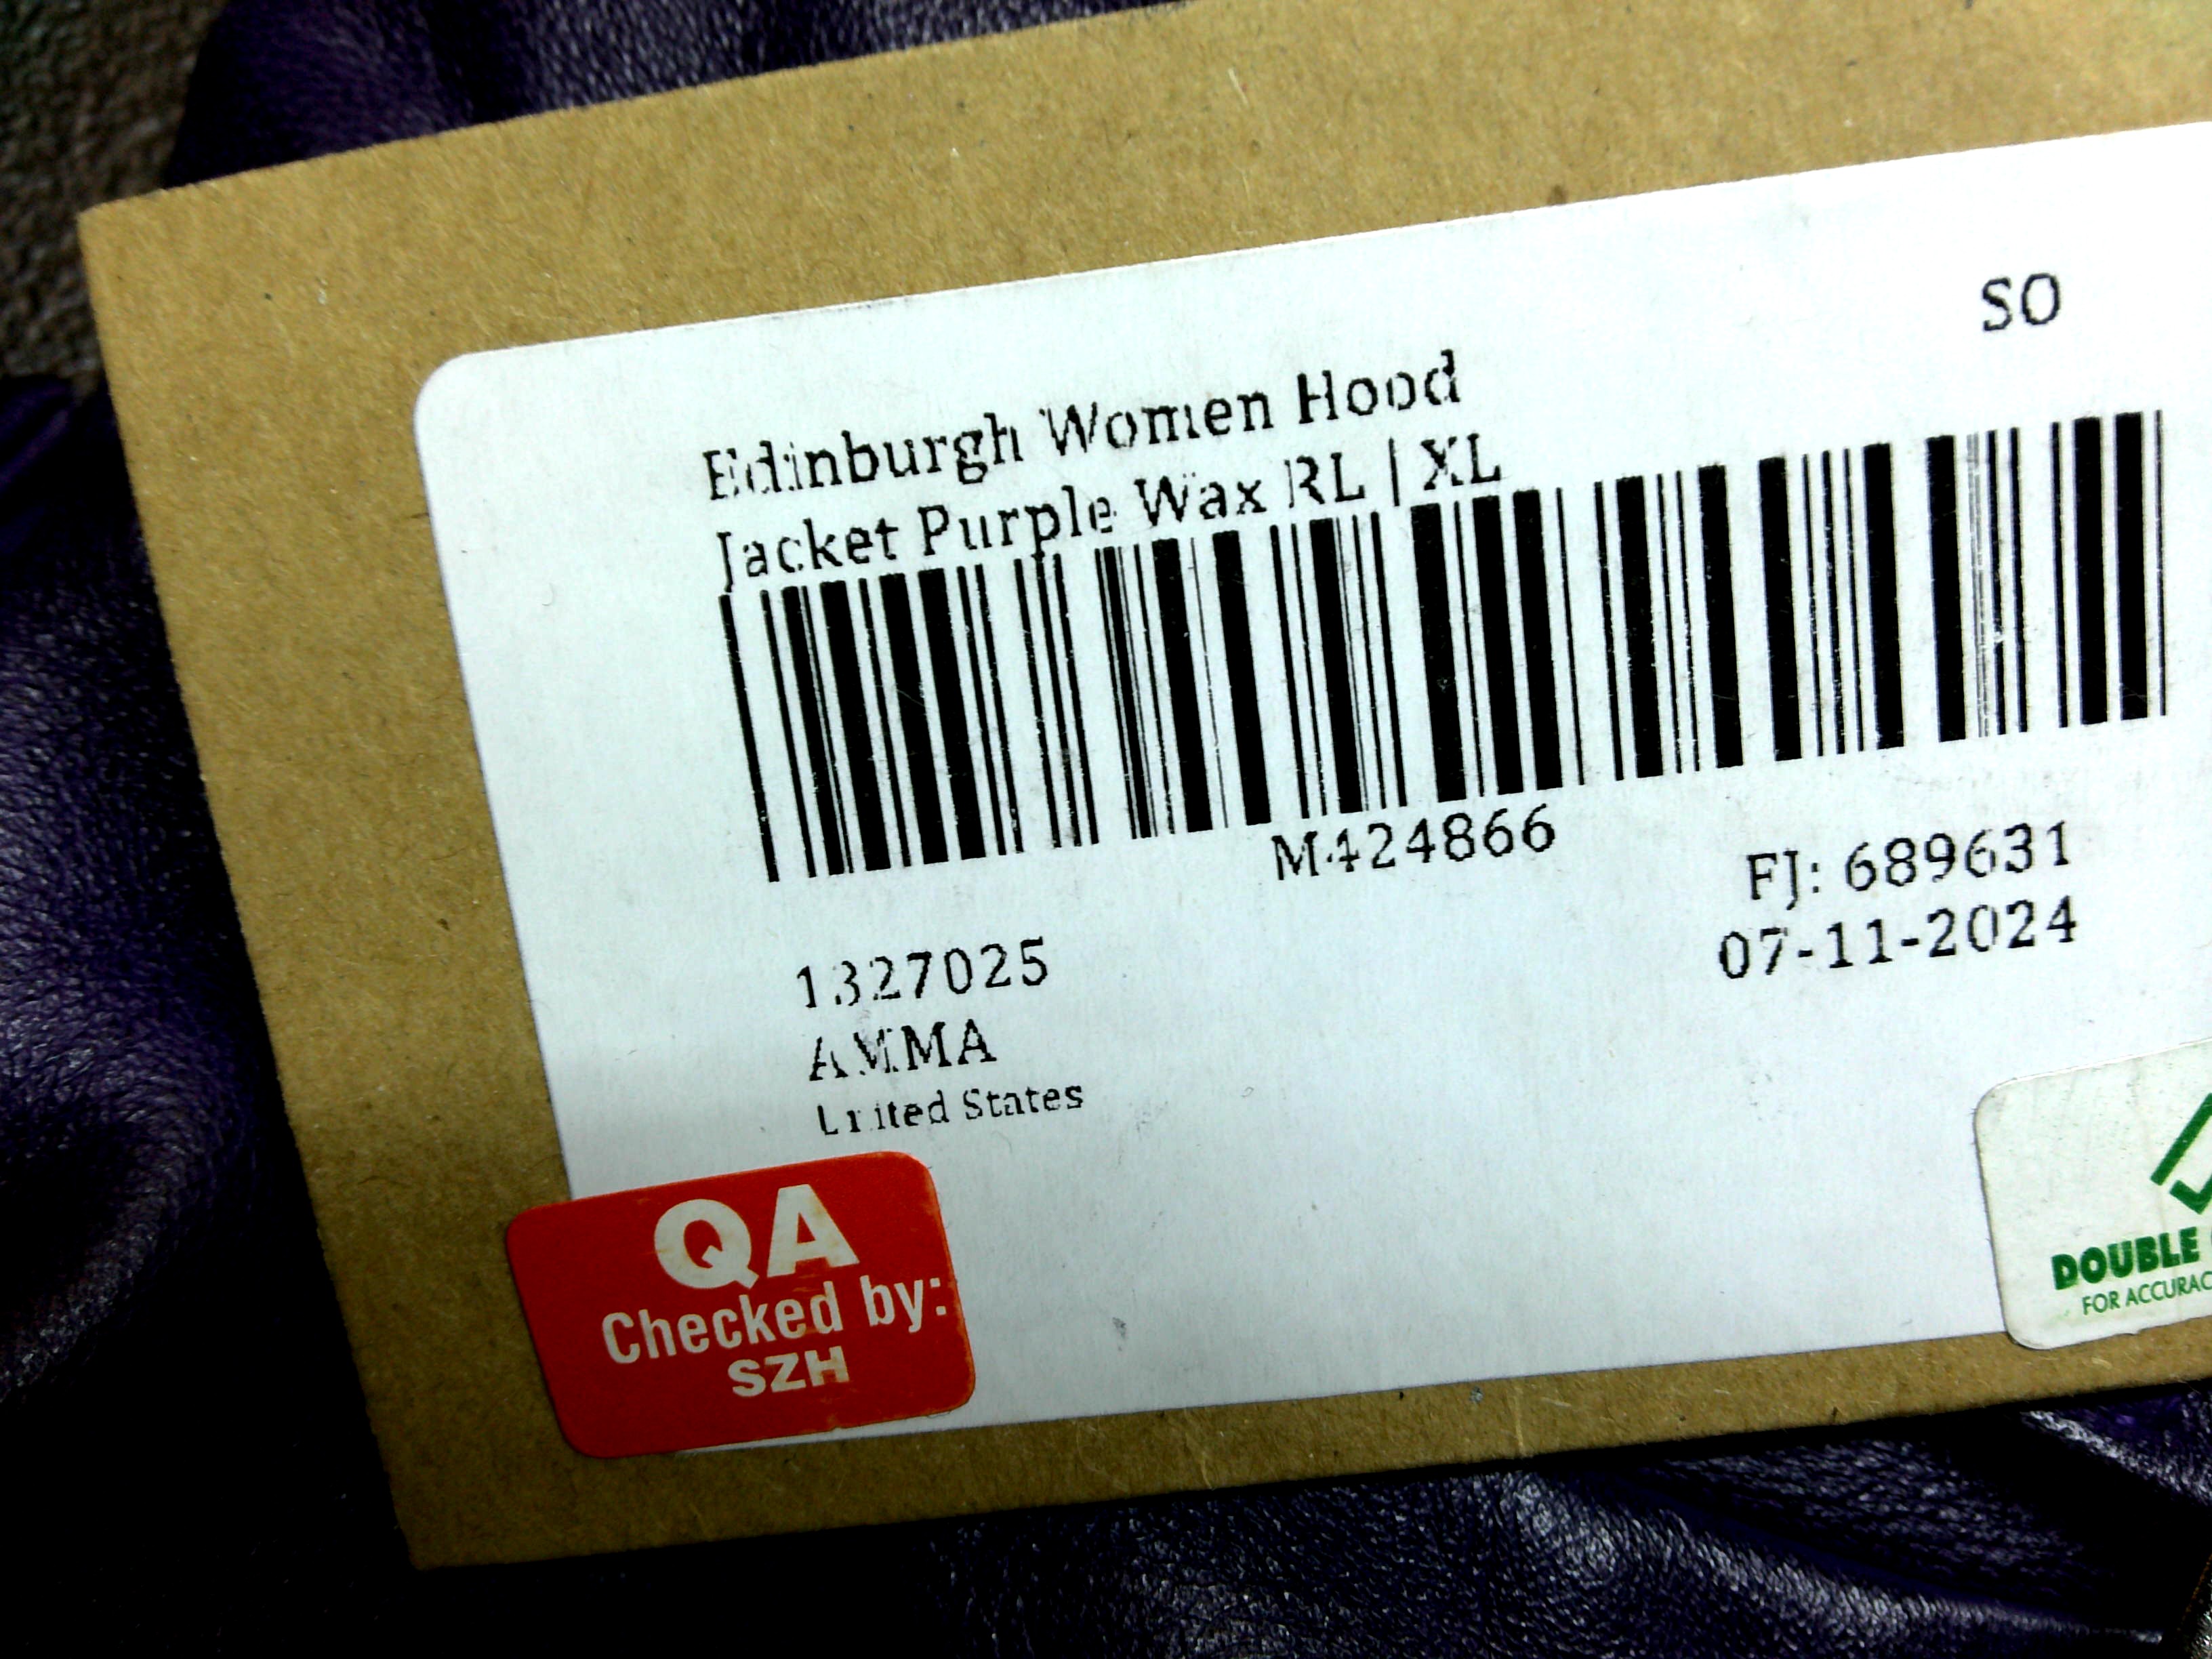 SO
Edinburgh Women Hood
Jacket Purple Wax RL | XL
M424866
FJ: 689631
07-11-2024
1327025
AMMA
United States
QA
Checked by:
SZH
DOUBLE
FOR